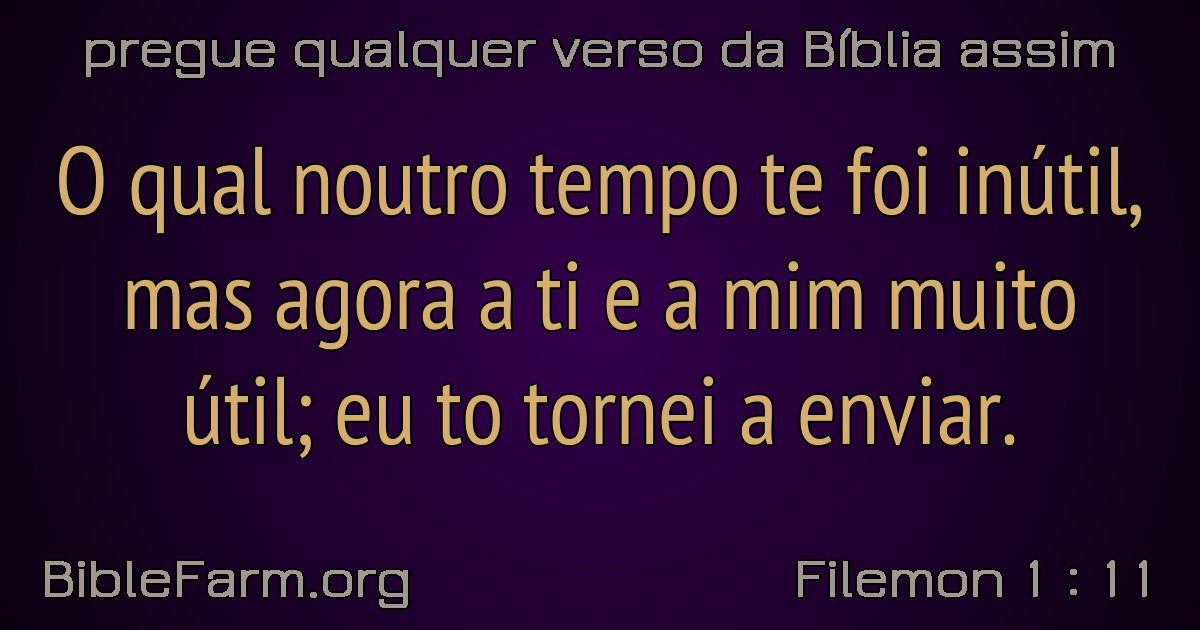 pregue qualquer verso da Bíblia assim
O qual noutro tempo te foi inútil,
mas agora a ti e a mim muito
útil; eu to tornei a enviar.
BibleFarm.org
Filemon 1 : 11